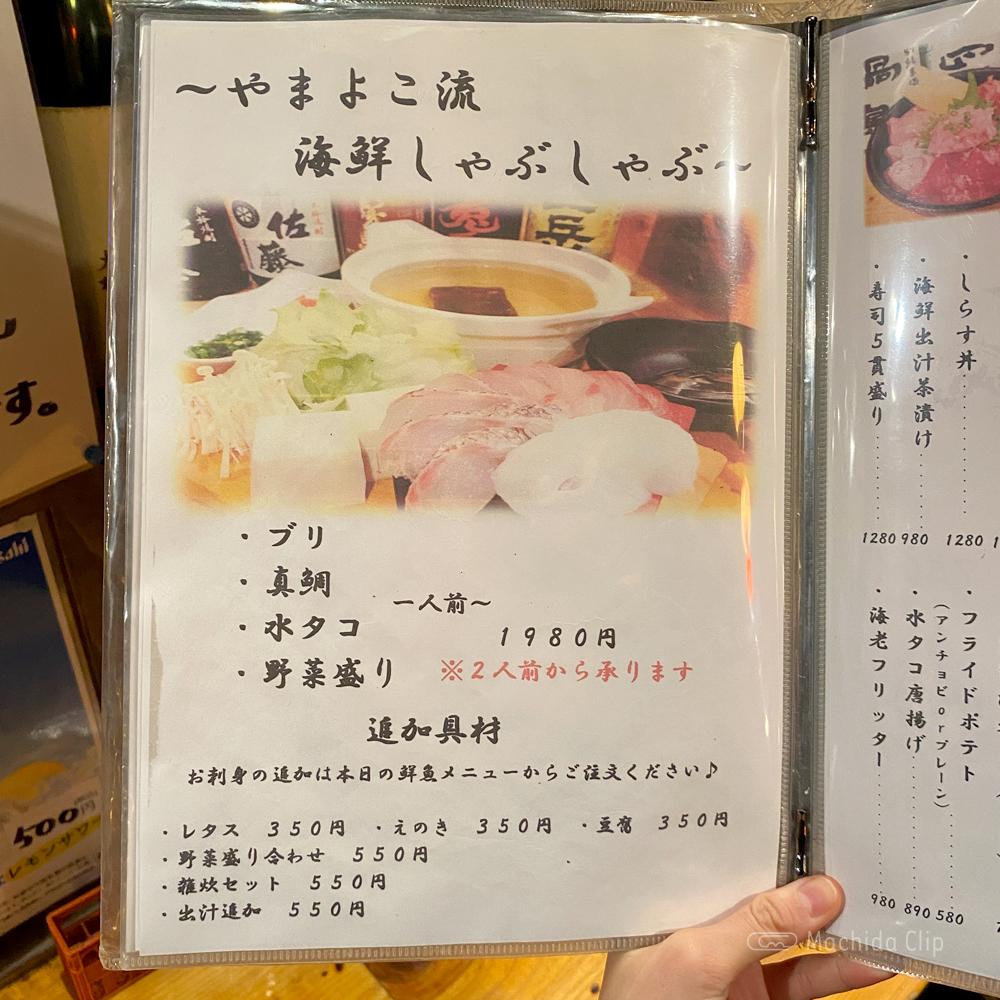 ～やまよこ流
海鮮しゃぶしゃぶ～
佐藤
・ブリ
・真鯛
・水タコ
・野菜盛り
一人前～
1980円
※2人前から承ります
追加具材
お刺身の追加は本日の鮮魚メニューからご注文ください♪
・レタス 350円 ・えのき 350円 ・豆腐 350円
・野菜盛り合わせ 550円
・雑炊セット 550円
・出汁追加 550円
・しらす丼 1280
・海鮮出汁茶漬け 980
・寿司5貫盛り 1280
・フライドポテト
(アンチョビorプレーン) 580
・水タコ唐揚げ 890
・海老フリッター 980
す。
500円
レモンサワー
Machida Clip